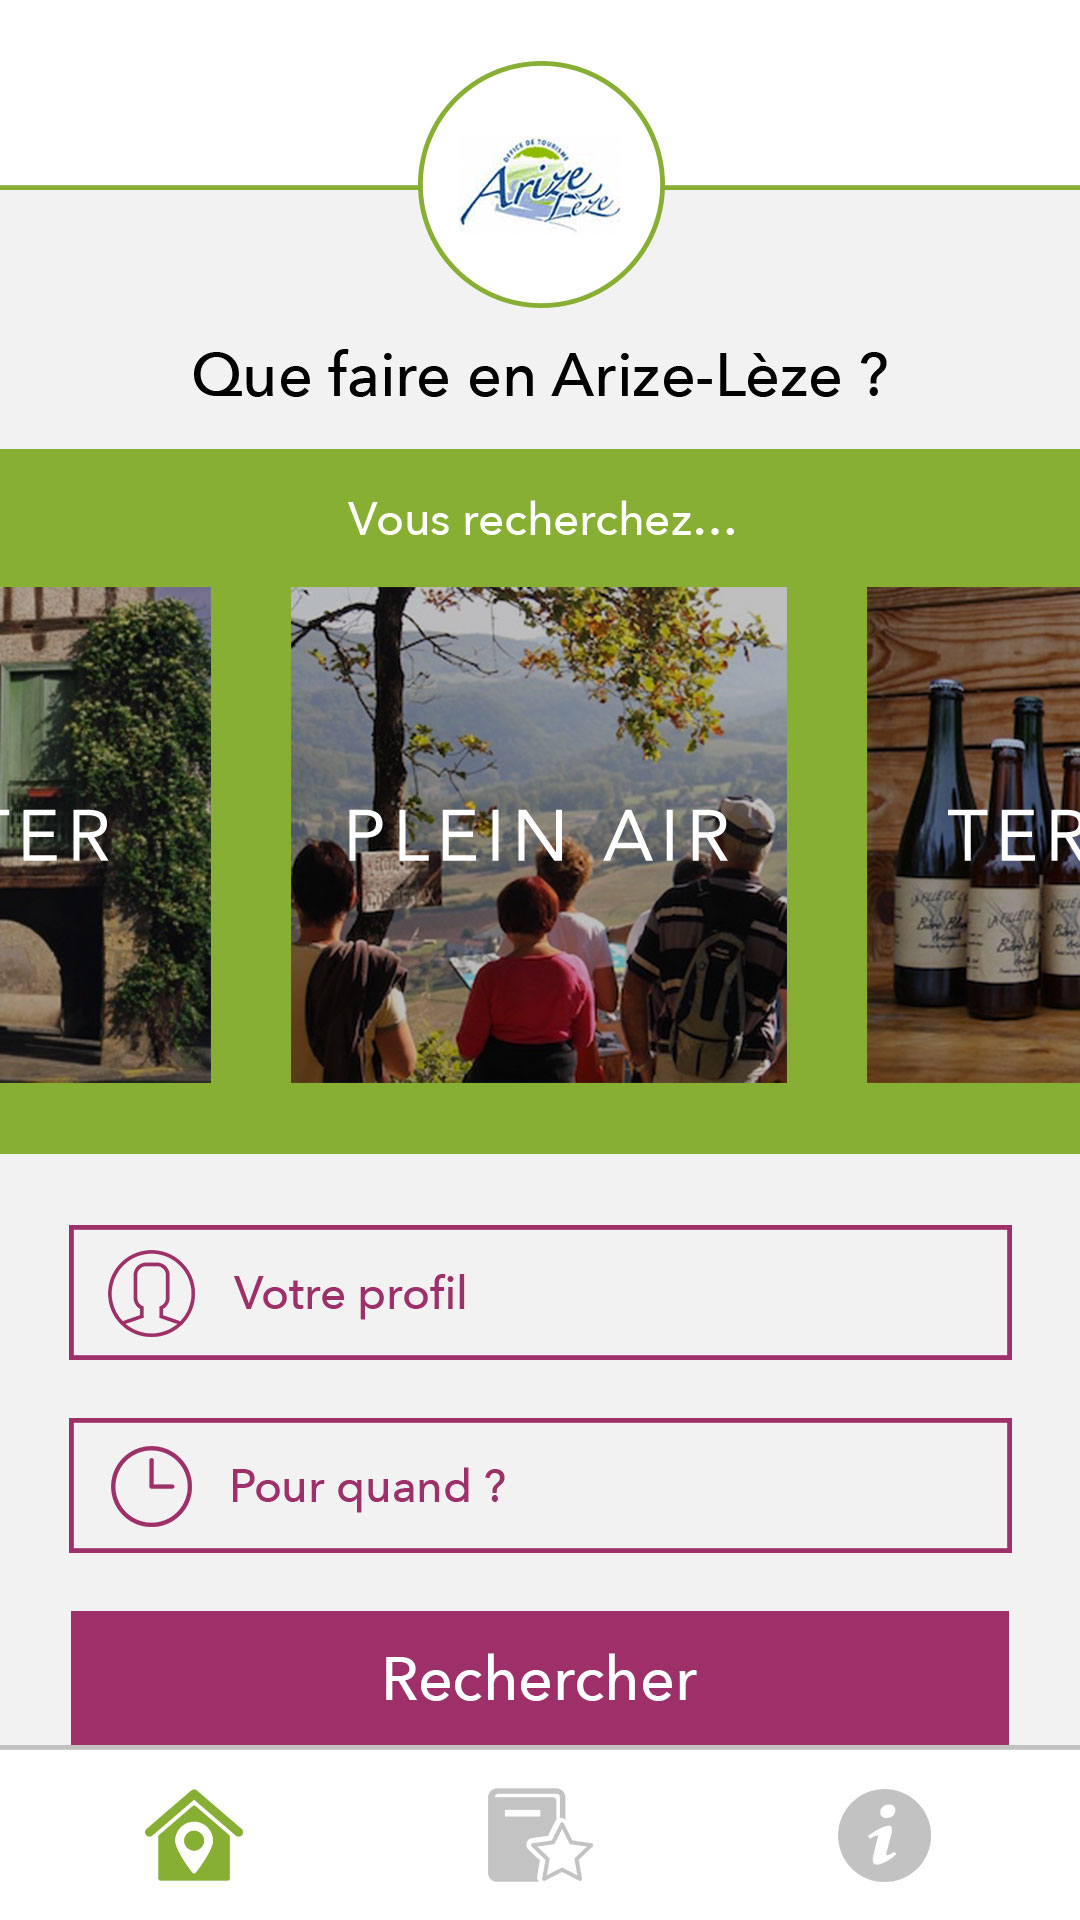 OFFICE DE TOURISME
Arize
Lèze
Que faire en Arize-Lèze ?
Vous recherchez...
TER
PLEIN AIR
TER
Votre profil
Pour quand ?
Rechercher